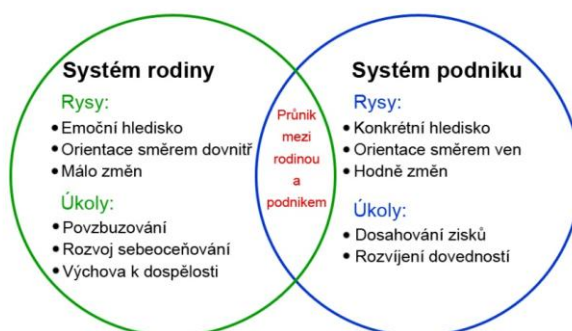 Systém rodiny
Rysy:
• Emoční hledisko
• Orientace směrem dovnitř
• Málo změn
Úkoly:
• Povzbuzování
• Rozvoj sebeoceňování
• Výchova k dospělosti
Průnik
mezi
rodinou
a
podnikem
Systém podniku
Rysy:
• Konkrétní hledisko
• Orientace směrem ven
• Hodně změn
Úkoly:
• Dosahování zisků
• Rozvíjení dovedností